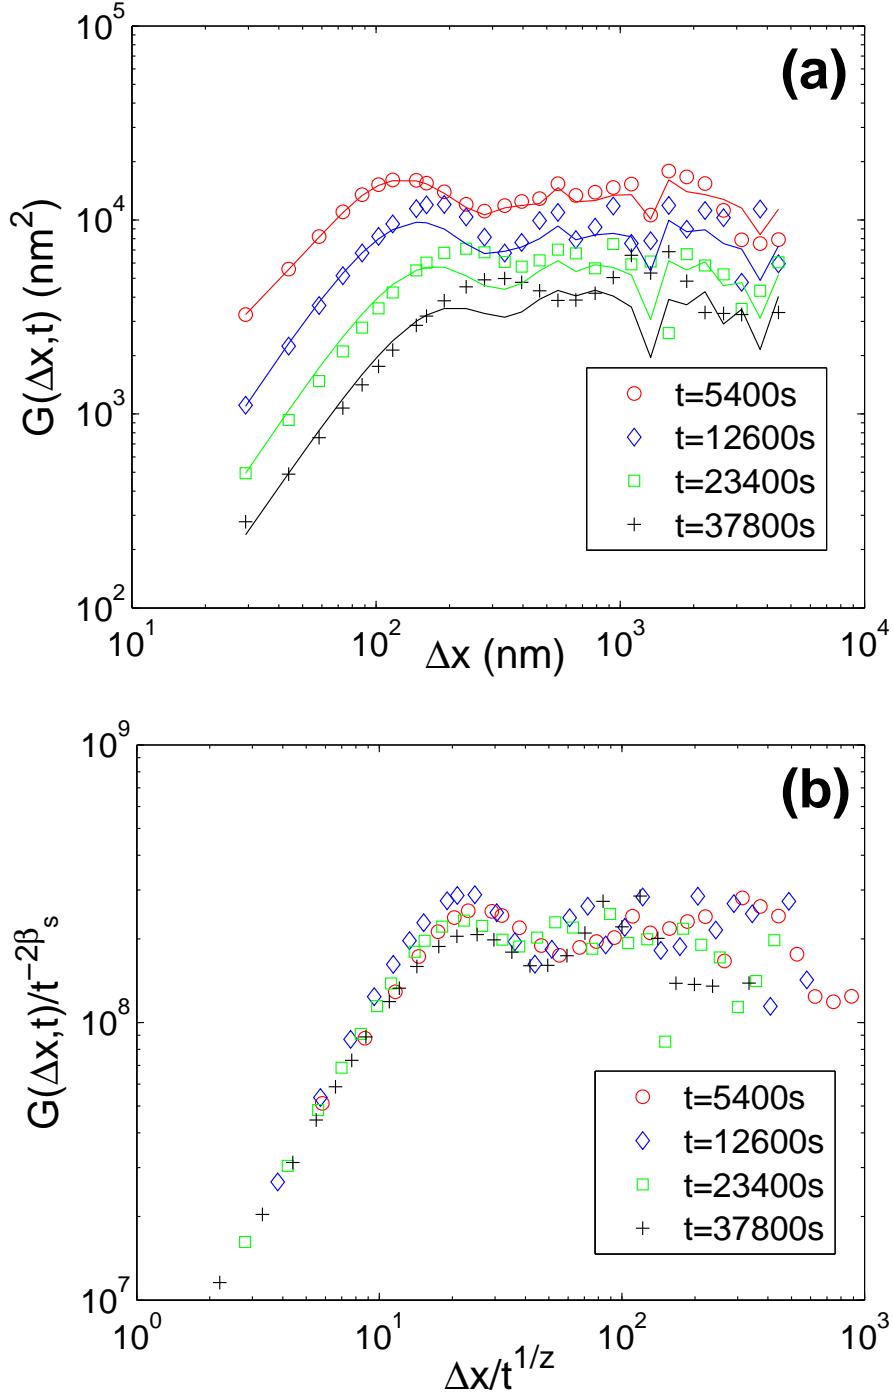 (a)
10^5
10^4
10^3
10^2
G(Δx,t) (nm^2)
t=5400s
t=12600s
t=23400s
t=37800s
10^1
10^2
10^3
10^4
Δx (nm)
(b)
10^9
10^8
10^7
G(Δx,t)/t^{-2β_s}
t=5400s
t=12600s
t=23400s
t=37800s
10^0
10^1
10^2
10^3
Δx/t^{1/z}